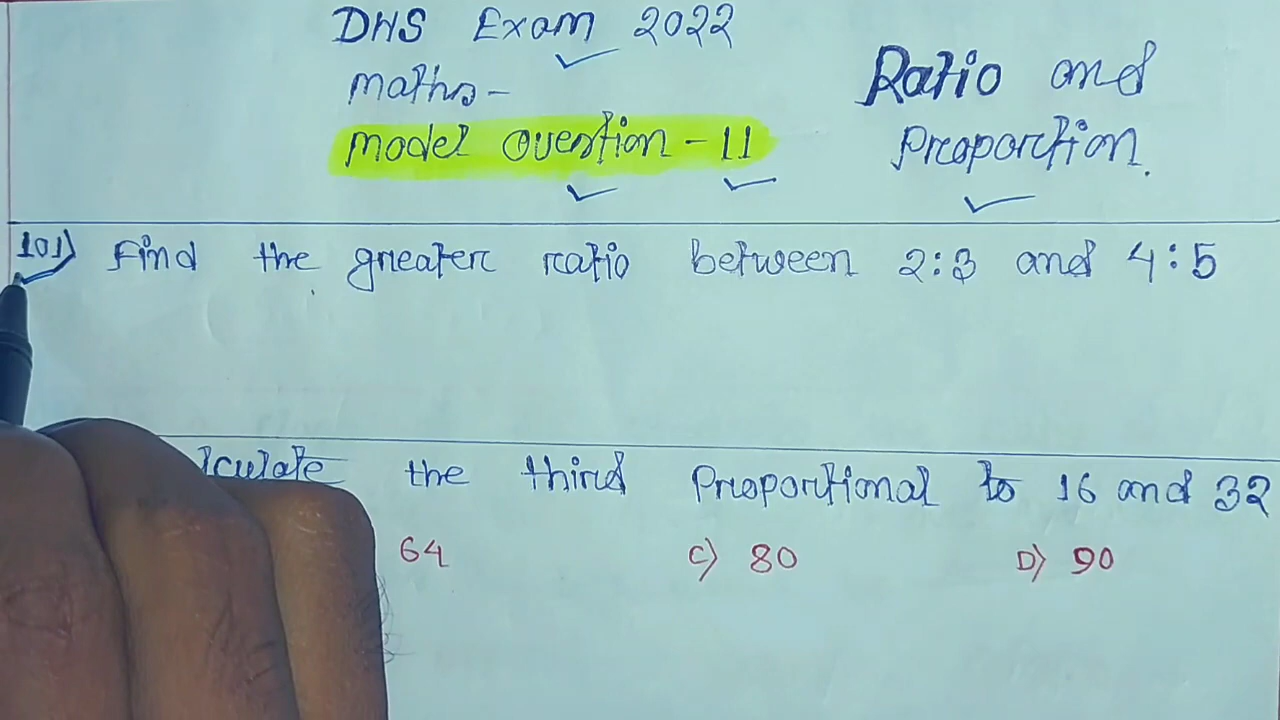 DHS Exam 2022
Maths-
Model Question - 11
Ratio and
Proportion.
101) Find the greater ratio between 2:3 and 4:5
the third Proportional to 16 and 32
64 C) 80 D) 90